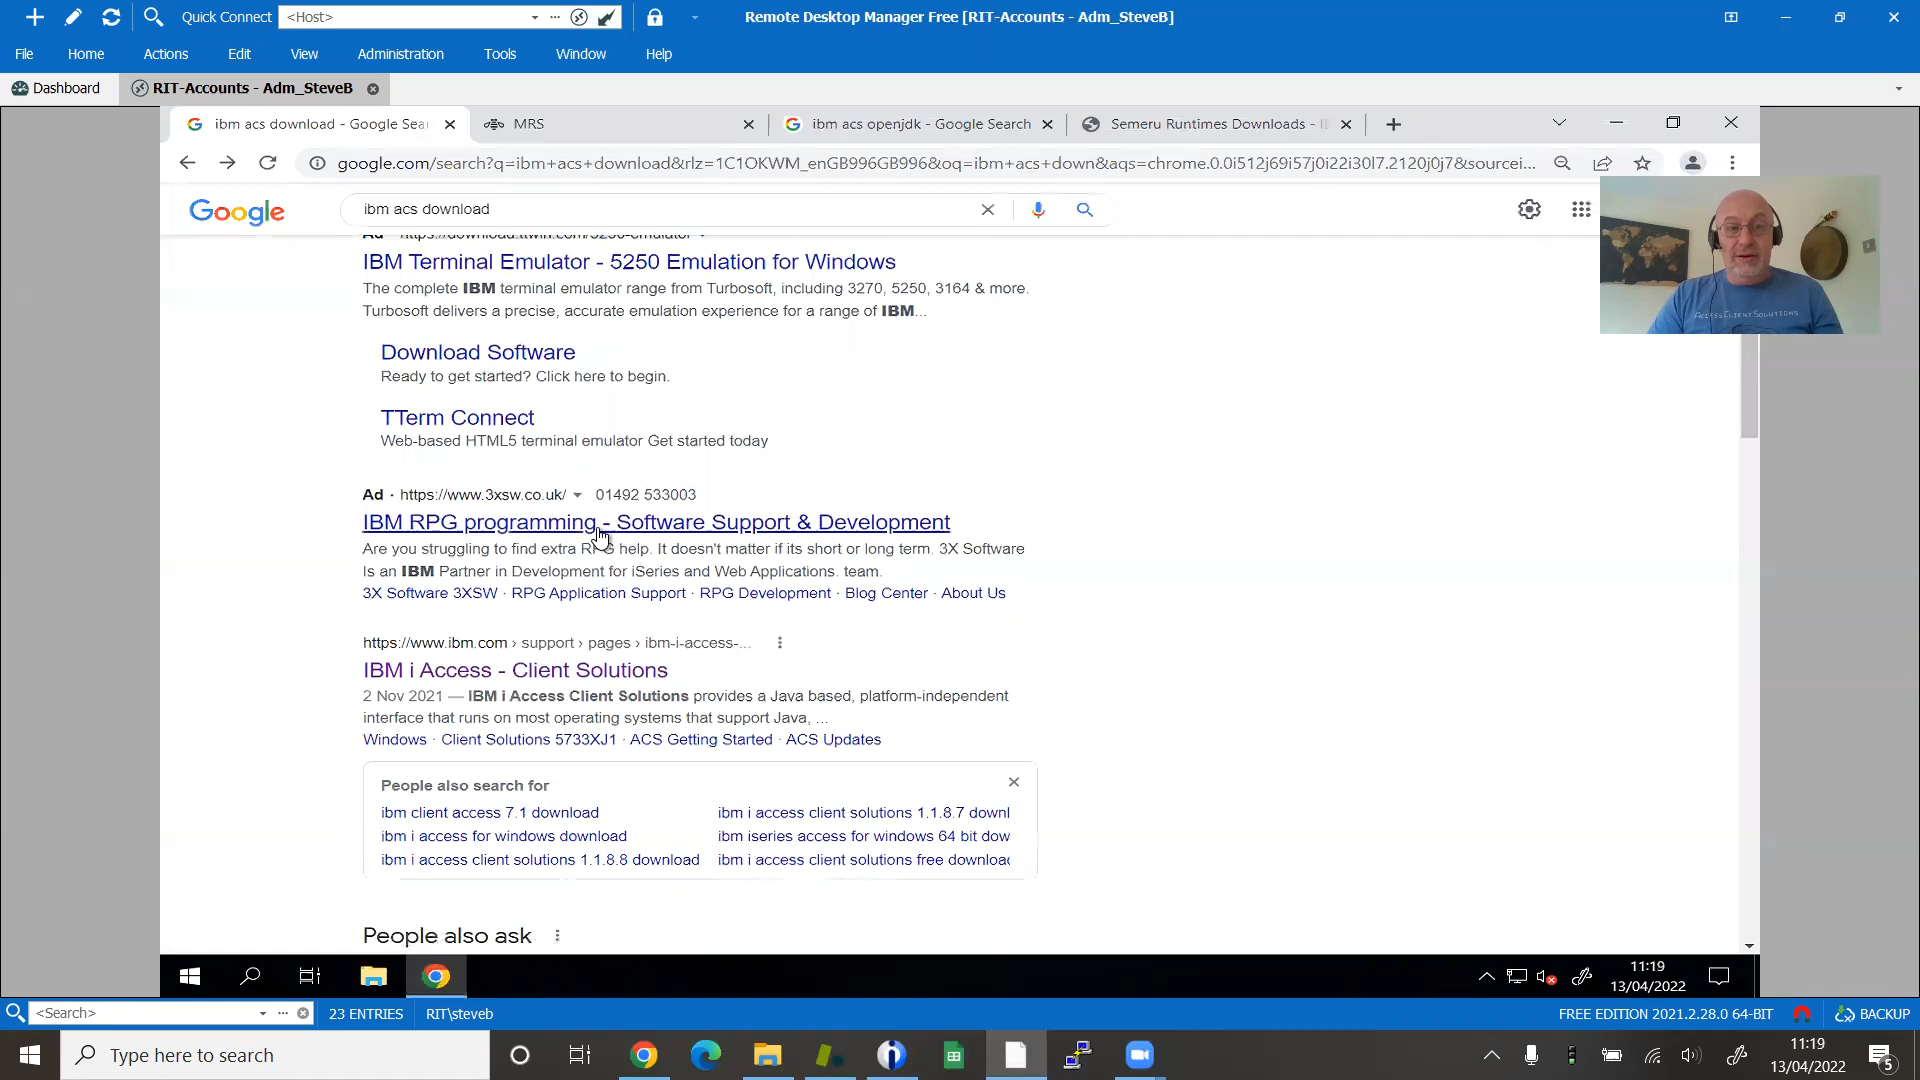 Quick Connect
<Host>
Remote Desktop Manager Free [RIT-Accounts - Adm_SteveB]
File Home Actions Edit View Administration Tools Window Help
Dashboard
RIT-Accounts - Adm_SteveB
ibm acs download - Google Sea
MRS
ibm acs openjdk - Google Search
Semeru Runtimes Downloads -
google.com/search?q=ibm+acs+download&rlz=1C1OKWM_enGB996GB996&oq=ibm+acs+down&aqs=chrome.0.0i512j69i57j0i22i30l7.2120j0j7&sourcei...
Google
ibm acs download
Ad · https://download.ttwin.com/5250-emulator
IBM Terminal Emulator - 5250 Emulation for Windows
The complete IBM terminal emulator range from Turbosoft, including 3270, 5250, 3164 & more.
Turbosoft delivers a precise, accurate emulation experience for a range of IBM...
Download Software
Ready to get started? Click here to begin.
TTerm Connect
Web-based HTML5 terminal emulator Get started today
Ad · https://www.3xsw.co.uk/ 01492 533003
IBM RPG programming - Software Support & Development
Are you struggling to find extra RPG help. It doesn't matter if its short or long term. 3X Software
Is an IBM Partner in Development for iSeries and Web Applications. team.
3X Software 3XSW · RPG Application Support · RPG Development · Blog Center · About Us
https://www.ibm.com › support › pages › ibm-i-access-...
IBM i Access - Client Solutions
2 Nov 2021 — IBM i Access Client Solutions provides a Java based, platform-independent
interface that runs on most operating systems that support Java, ...
Windows · Client Solutions 5733XJ1 · ACS Getting Started · ACS Updates
People also search for
ibm client access 7.1 download
ibm i access client solutions 1.1.8.7 downl
ibm i access for windows download
ibm iseries access for windows 64 bit dow
ibm i access client solutions 1.1.8.8 download
ibm i access client solutions free downloac
People also ask
ACCESS CLIENT SOLUTIONS
11:19
13/04/2022
<Search>
23 ENTRIES
RIT\steveb
FREE EDITION 2021.2.28.0 64-BIT
BACKUP
Type here to search
11:19
13/04/2022
5